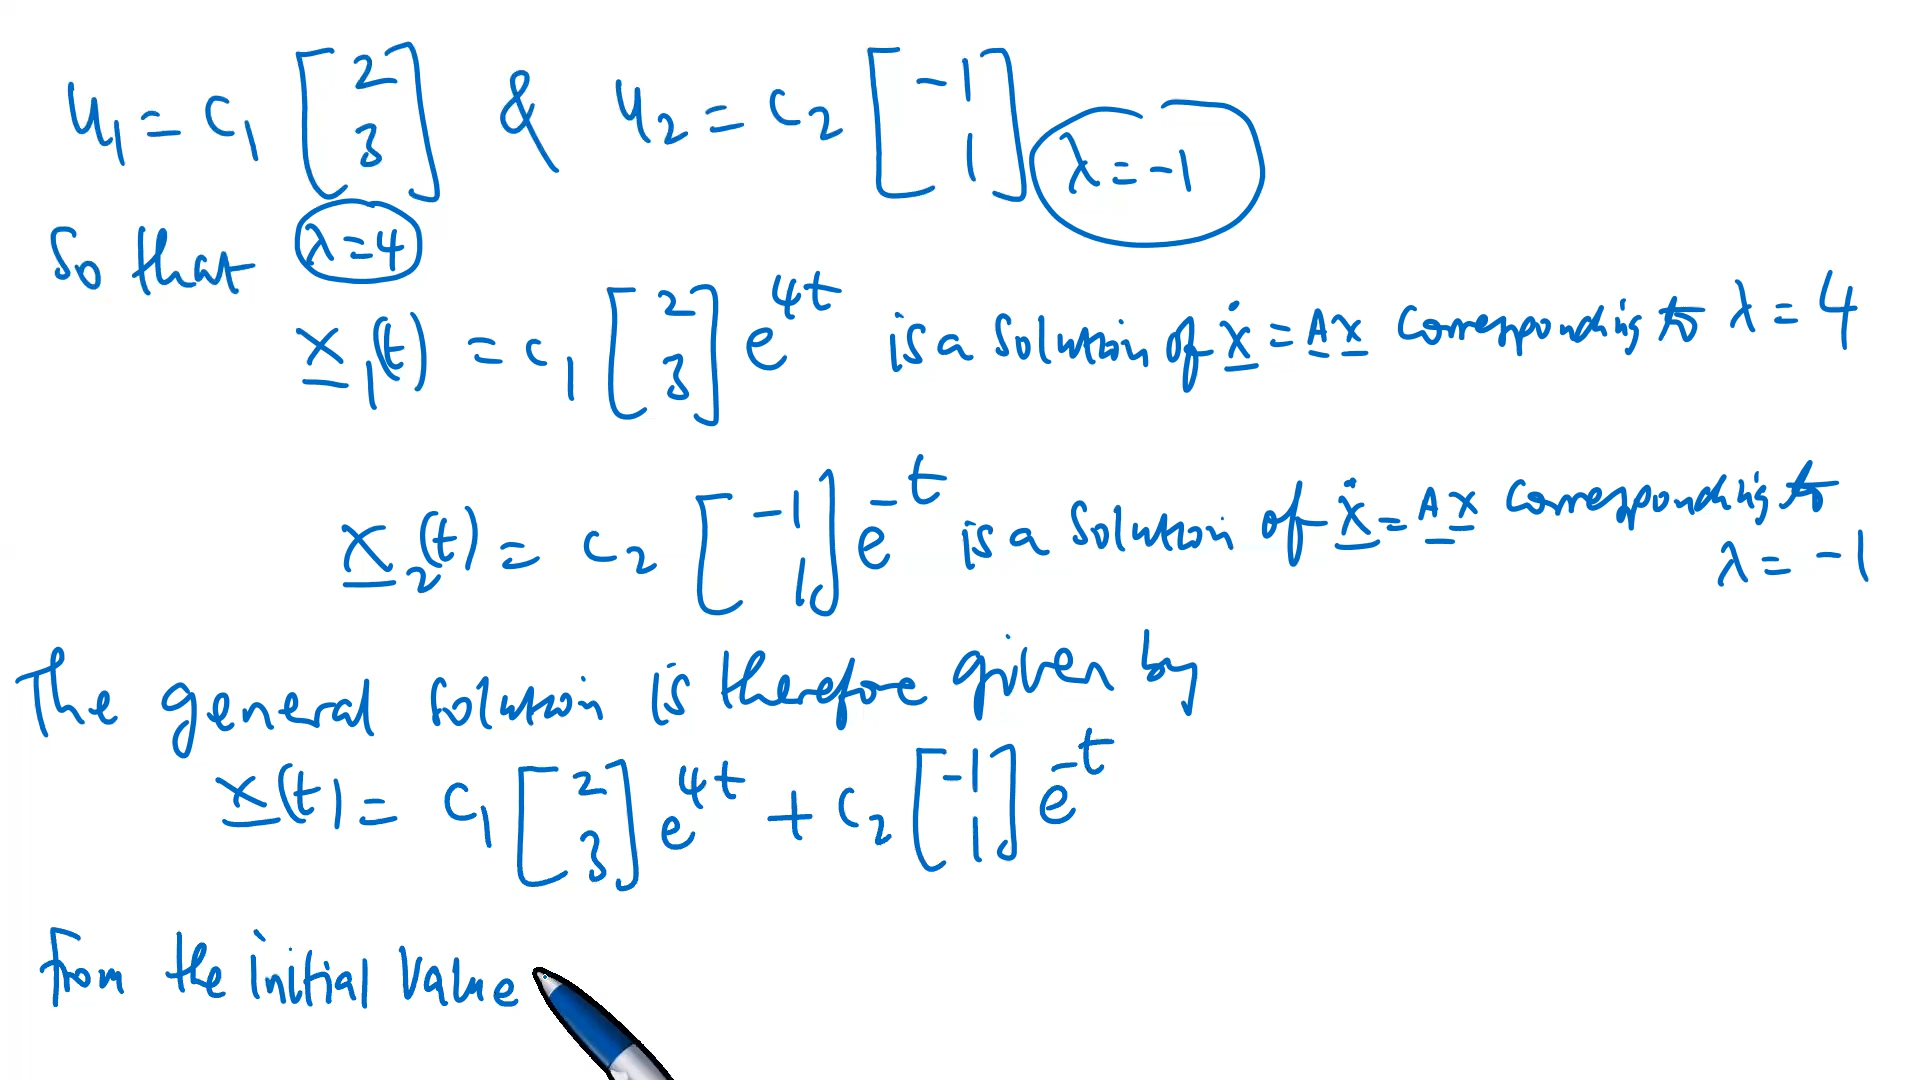 u₁ = c₁ [2 3] & u₂ = c₂ [-1 1] λ = -1
So that λ = 4
x₁(t) = c₁ [2 3] e^4t is a solution of ẋ = A x corresponding to λ = 4
x₂(t) = c₂ [-1 1] e^-t is a solution of ẋ = A x corresponding to
λ = -1
The general solution is therefore given by
x(t) = c₁ [2 3] e^4t + c₂ [-1 1] e^-t
From the initial value